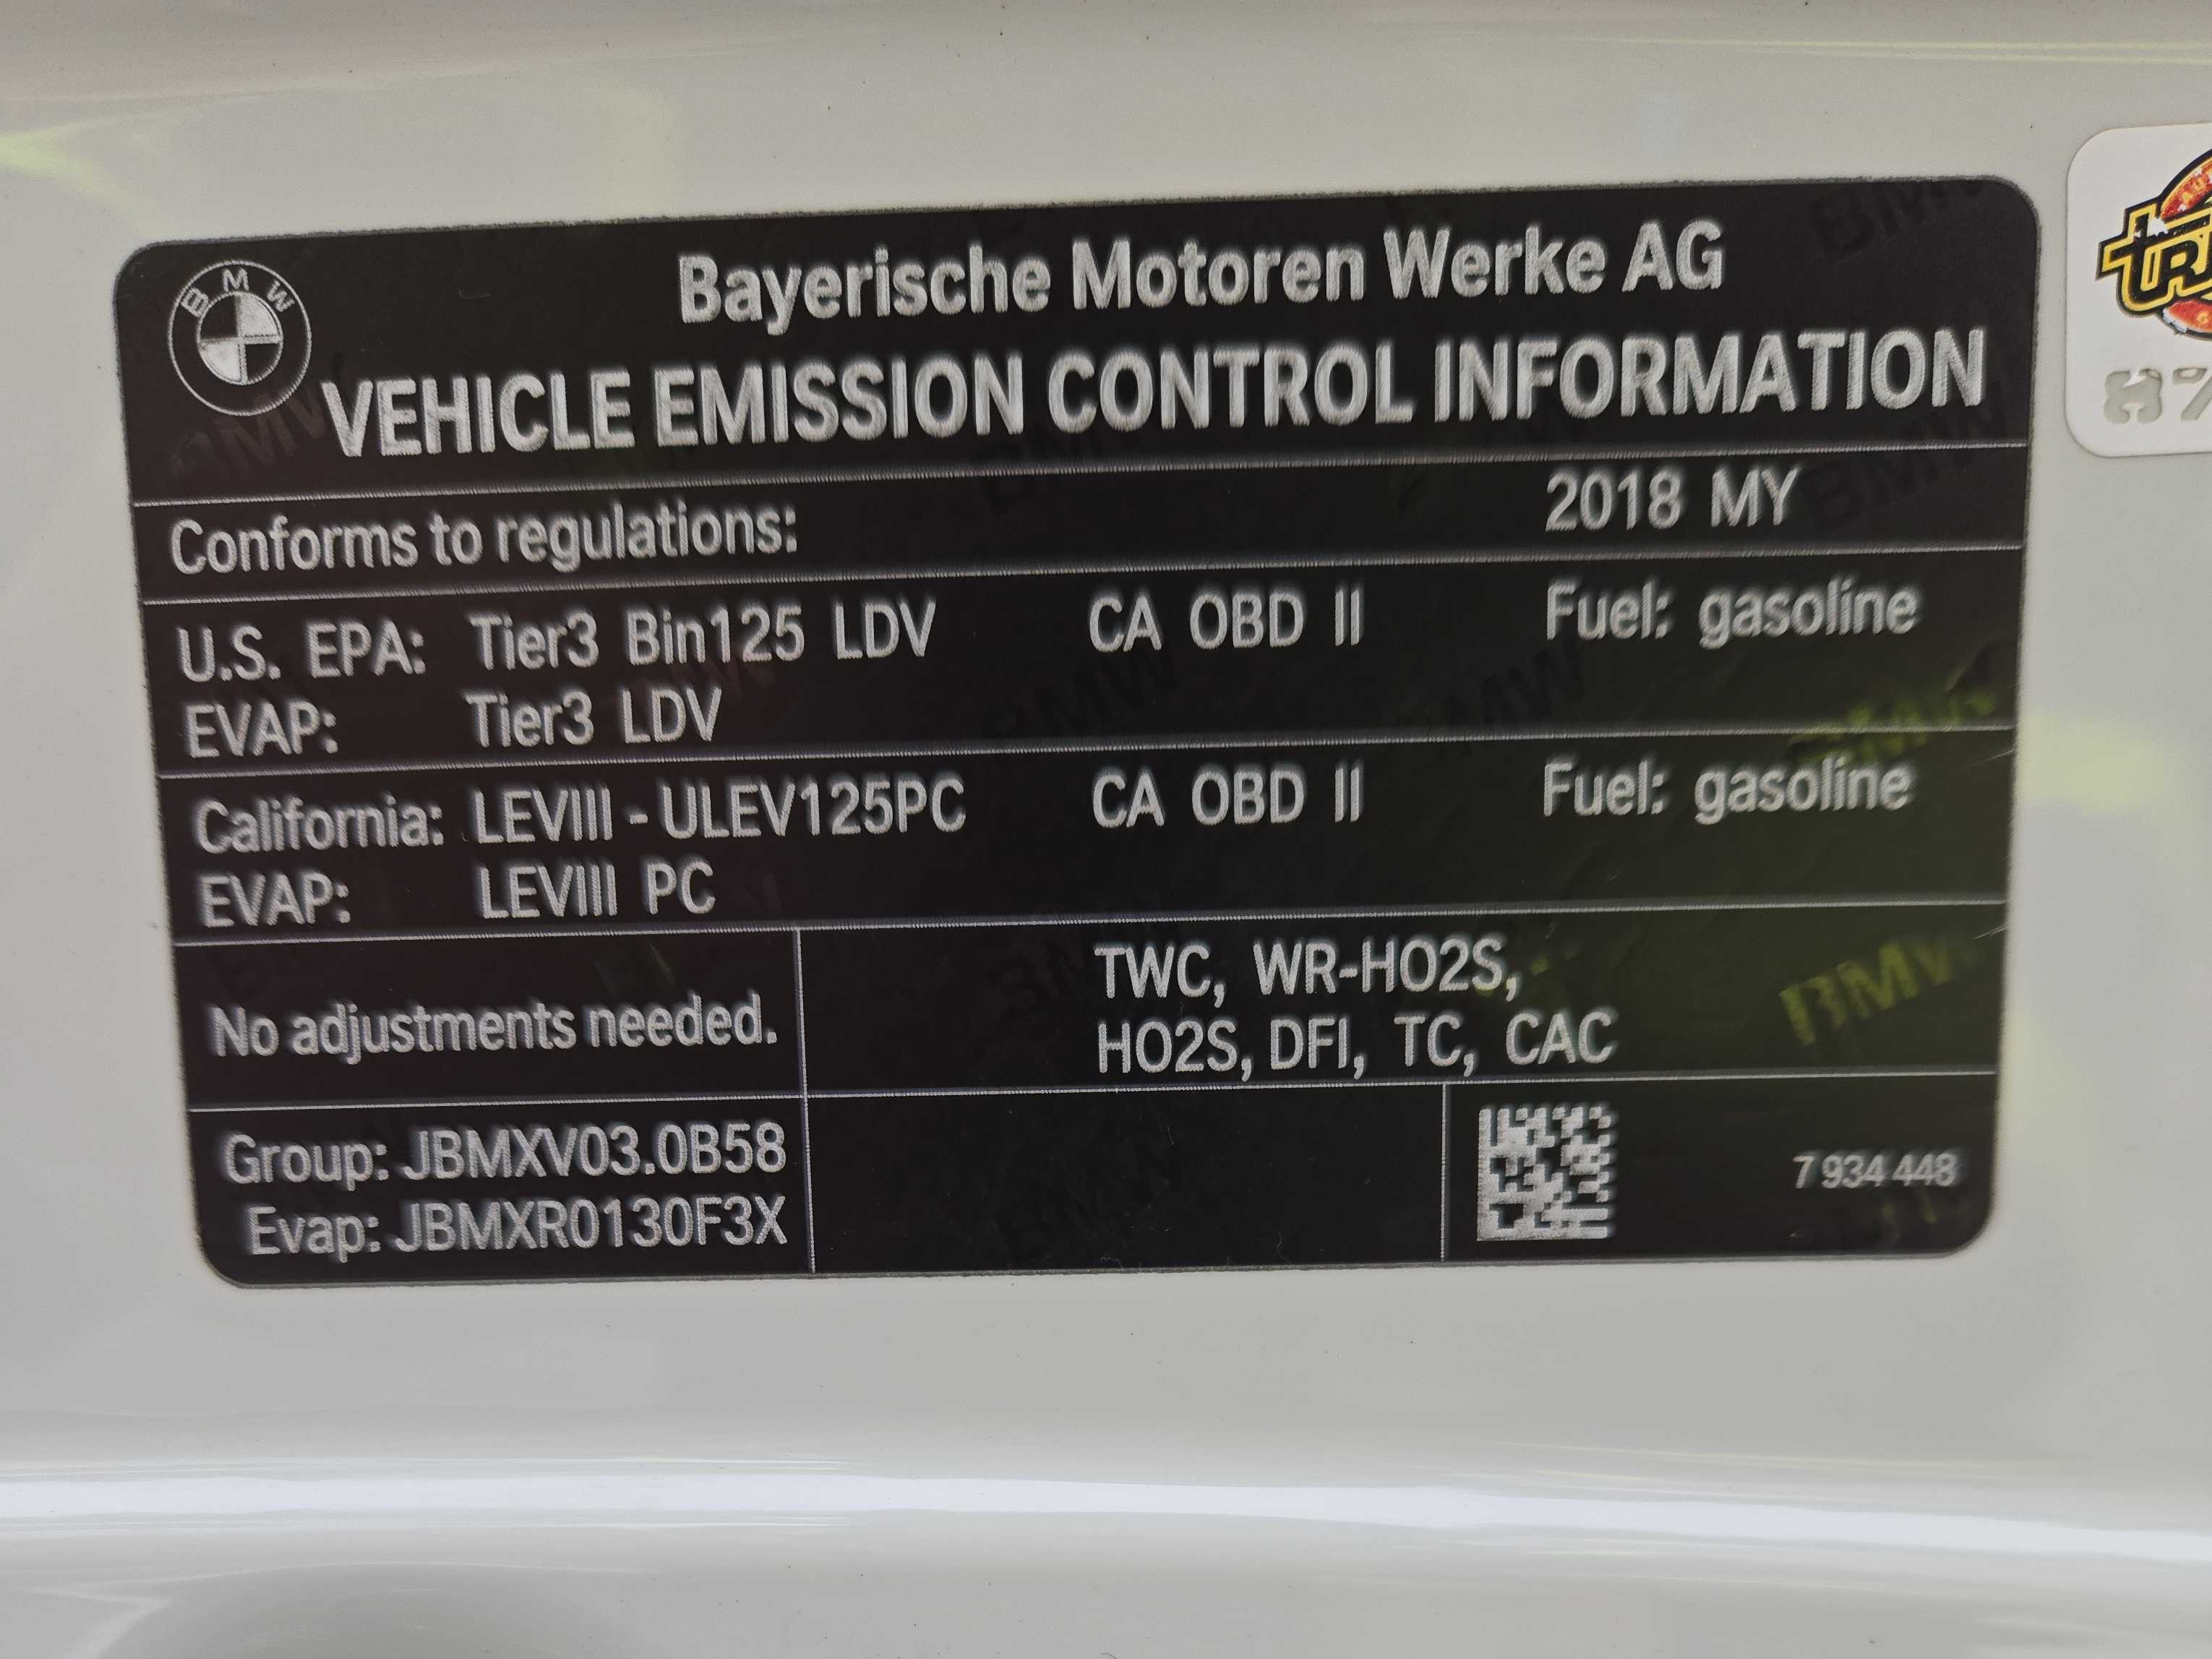 BMW
Bayerische Motoren Werke AG
VEHICLE EMISSION CONTROL INFORMATION
Conforms to regulations: 2018 MY
U.S. EPA: Tier3 Bin125 LDV CA OBD II Fuel: gasoline
EVAP: Tier3 LDV
California: LEVIII - ULEV125PC CA OBD II Fuel: gasoline
EVAP: LEVIII PC
No adjustments needed.
TWC, WR-HO2S,
HO2S, DFI, TC, CAC
Group: JBMXV03.0B58
Evap: JBMXR0130F3X
7 934 448